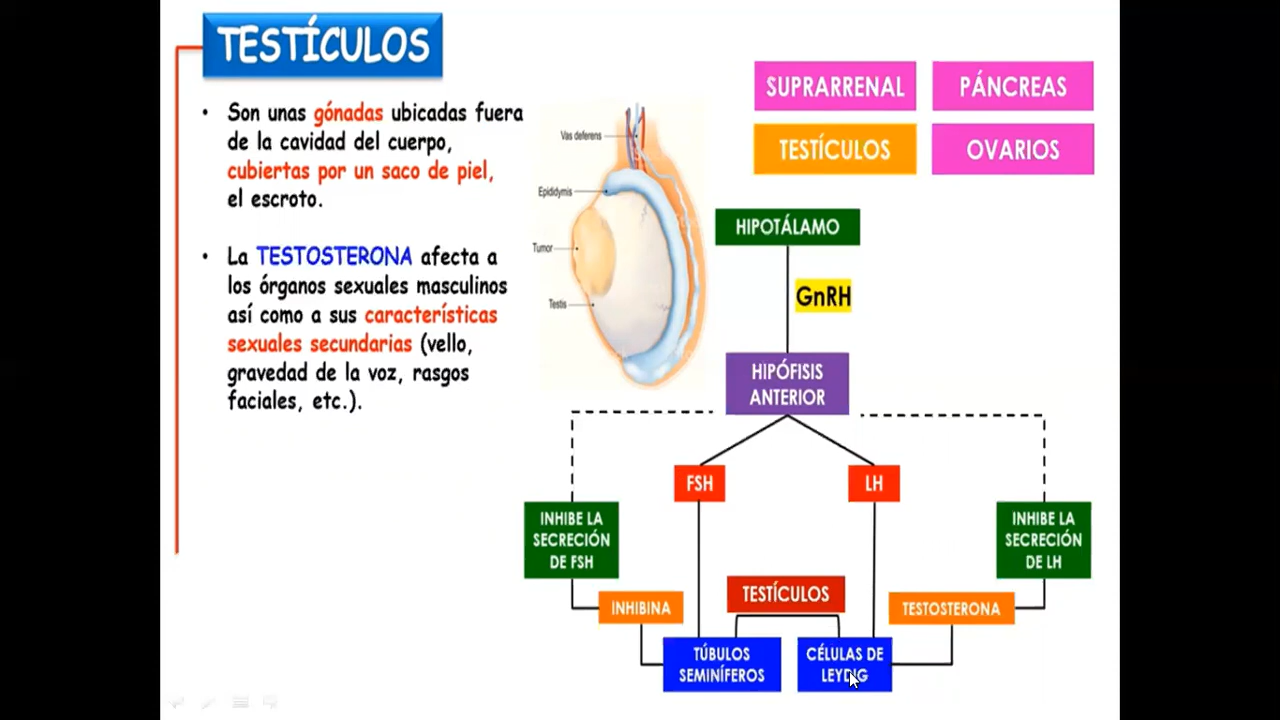 TESTÍCULOS
• Son unas gónadas ubicadas fuera
de la cavidad del cuerpo,
cubiertas por un saco de piel,
el escroto.
• La TESTOSTERONA afecta a
los órganos sexuales masculinos
así como a sus características
sexuales secundarias (vello,
gravedad de la voz, rasgos
faciales, etc.).
Vas deferens
Epididymis
Tumor
Testis
SUPRARRENAL
PÁNCREAS
TESTÍCULOS
OVARIOS
HIPOTÁLAMO
GnRH
HIPÓFISIS
ANTERIOR
FSH
LH
INHIBE LA
SECRECIÓN
DE FSH
INHIBE LA
SECRECIÓN
DE LH
INHIBINA
TESTÍCULOS
TESTOSTERONA
TÚBULOS
SEMINÍFEROS
CÉLULAS DE
LEYDIG